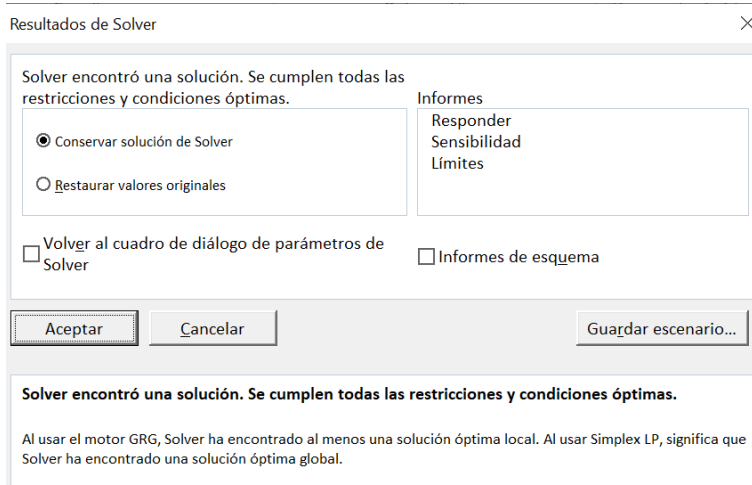 Resultados de Solver
Solver encontró una solución. Se cumplen todas las
restricciones y condiciones óptimas.
Informes
Conservar solución de Solver
Restaurar valores originales
Responder
Sensibilidad
Límites
Volver al cuadro de diálogo de parámetros de
Solver
Informes de esquema
Aceptar
Cancelar
Guardar escenario...
Solver encontró una solución. Se cumplen todas las restricciones y condiciones óptimas.
Al usar el motor GRG, Solver ha encontrado al menos una solución óptima local. Al usar Simplex LP, significa que
Solver ha encontrado una solución óptima global.